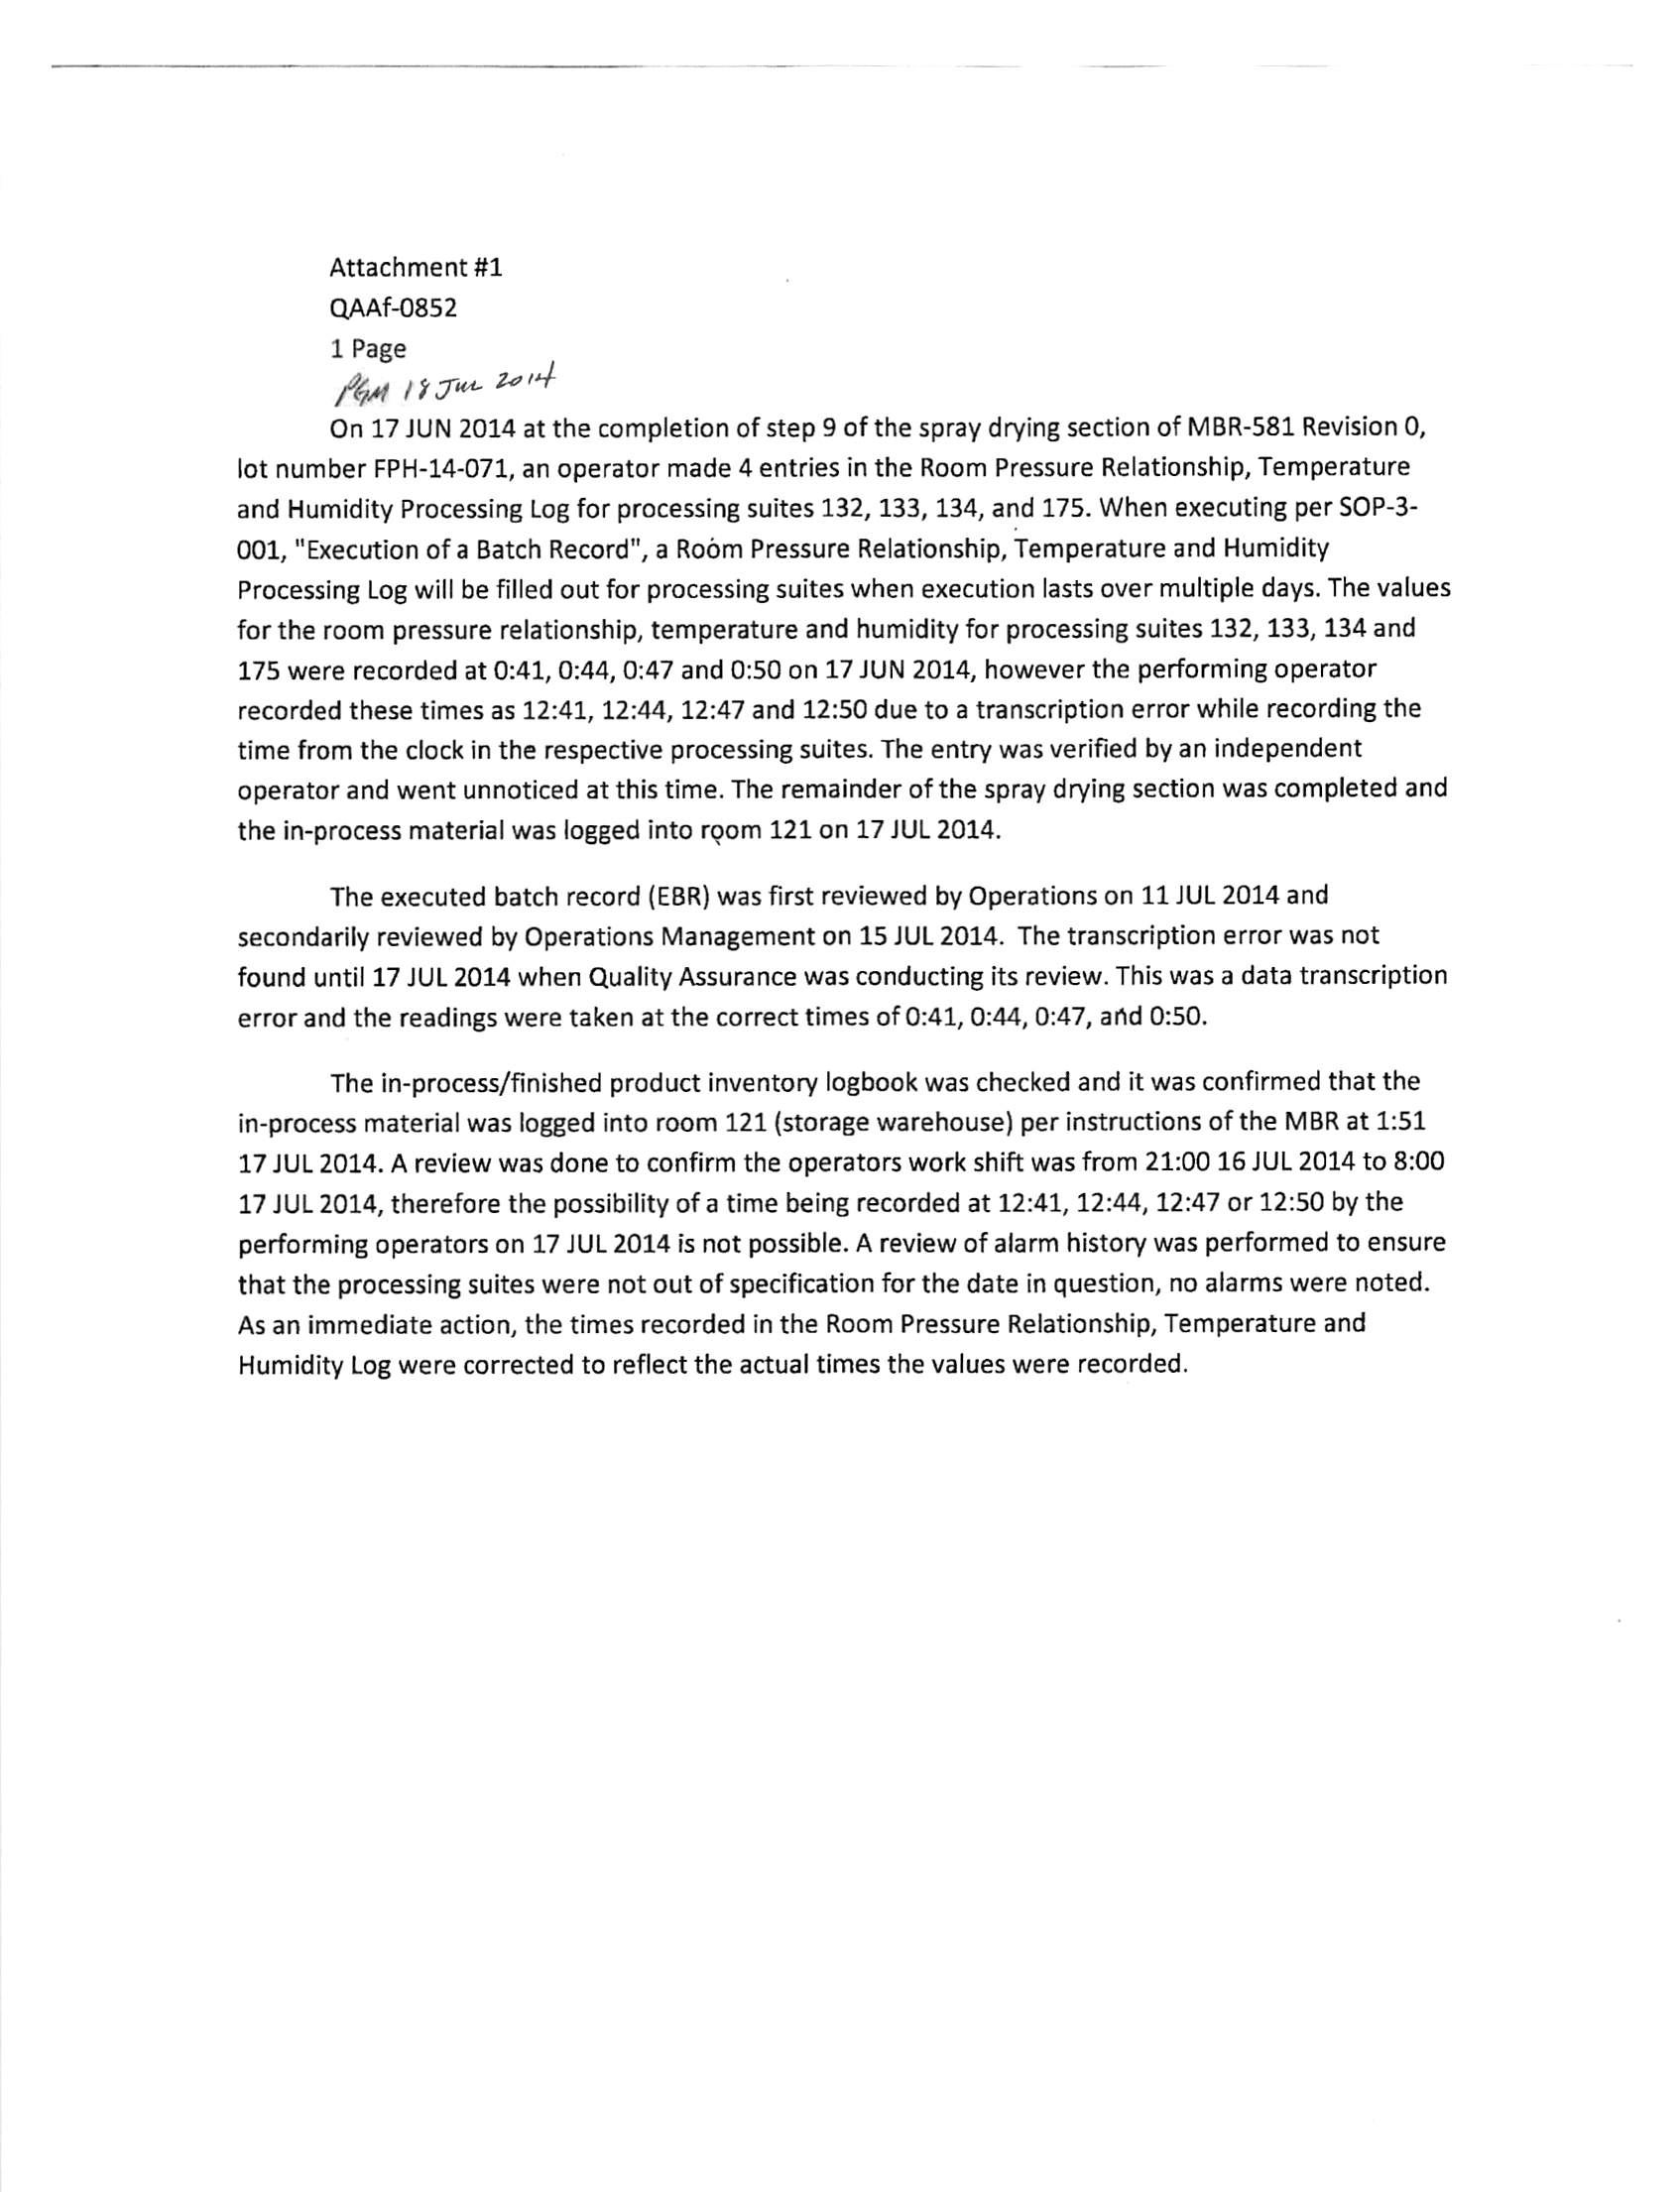 Attachment #1
QAAf-0852
1 Page
PGM 18 JUL 2014
On 17 JUN 2014 at the completion of step 9 of the spray drying section of MBR-581 Revision 0,
lot number FPH-14-071, an operator made 4 entries in the Room Pressure Relationship, Temperature
and Humidity Processing Log for processing suites 132, 133, 134, and 175. When executing per SOP-3-
001, "Execution of a Batch Record", a Room Pressure Relationship, Temperature and Humidity
Processing Log will be filled out for processing suites when execution lasts over multiple days. The values
for the room pressure relationship, temperature and humidity for processing suites 132, 133, 134 and
175 were recorded at 0:41, 0:44, 0:47 and 0:50 on 17 JUN 2014, however the performing operator
recorded these times as 12:41, 12:44, 12:47 and 12:50 due to a transcription error while recording the
time from the clock in the respective processing suites. The entry was verified by an independent
operator and went unnoticed at this time. The remainder of the spray drying section was completed and
the in-process material was logged into room 121 on 17 JUL 2014.
The executed batch record (EBR) was first reviewed by Operations on 11 JUL 2014 and
secondarily reviewed by Operations Management on 15 JUL 2014. The transcription error was not
found until 17 JUL 2014 when Quality Assurance was conducting its review. This was a data transcription
error and the readings were taken at the correct times of 0:41, 0:44, 0:47, and 0:50.
The in-process/finished product inventory logbook was checked and it was confirmed that the
in-process material was logged into room 121 (storage warehouse) per instructions of the MBR at 1:51
17 JUL 2014. A review was done to confirm the operators work shift was from 21:00 16 JUL 2014 to 8:00
17 JUL 2014, therefore the possibility of a time being recorded at 12:41, 12:44, 12:47 or 12:50 by the
performing operators on 17 JUL 2014 is not possible. A review of alarm history was performed to ensure
that the processing suites were not out of specification for the date in question, no alarms were noted.
As an immediate action, the times recorded in the Room Pressure Relationship, Temperature and
Humidity Log were corrected to reflect the actual times the values were recorded.